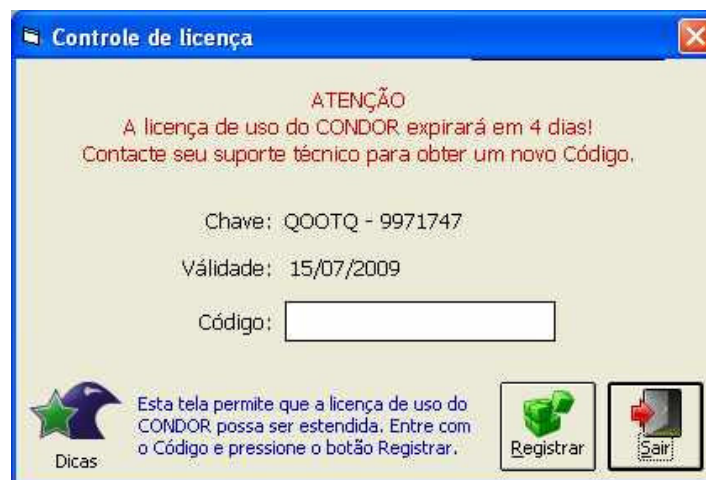 Controle de licença
ATENÇÃO
A licença de uso do CONDOR expirará em 4 dias!
Contacte seu suporte técnico para obter um novo Código.
Chave: QOOTQ - 9971747
Válidade: 15/07/2009
Código:
Esta tela permite que a licença de uso do
CONDOR possa ser estendida. Entre com
o Código e pressione o botão Registrar.
Dicas
Registrar
Sair